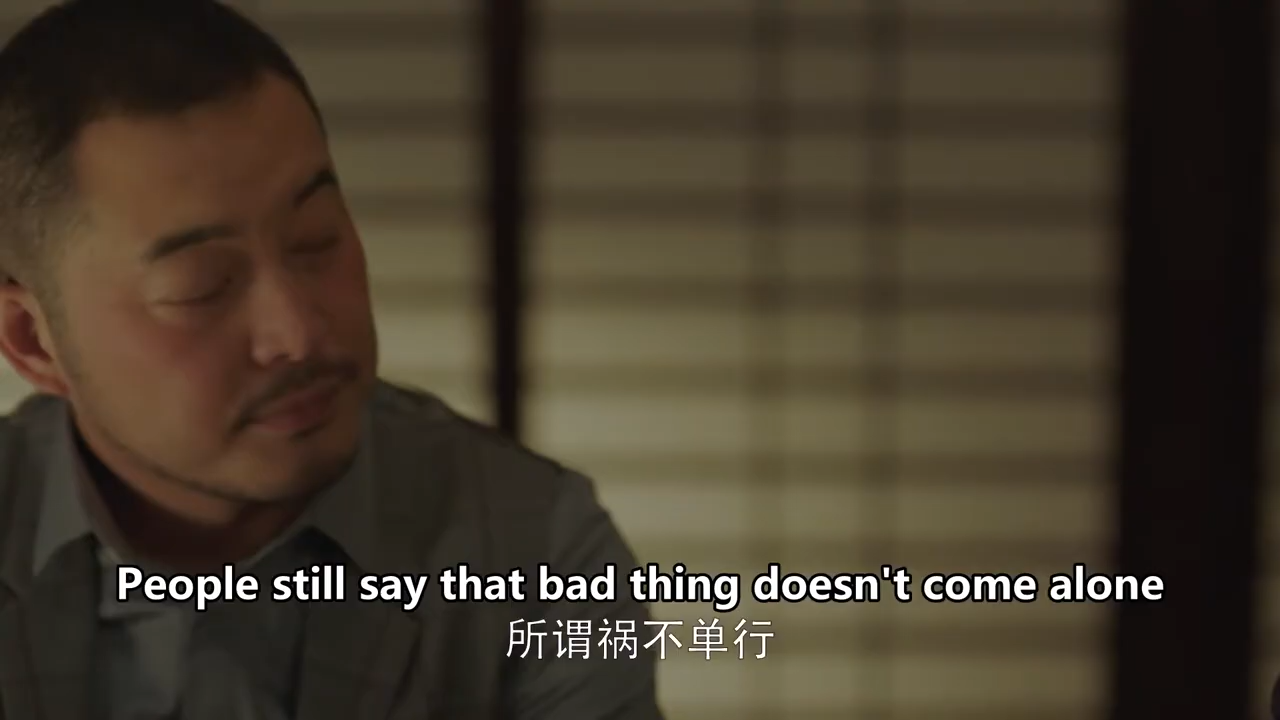 People still say that bad thing doesn't come alone
所谓祸不单行